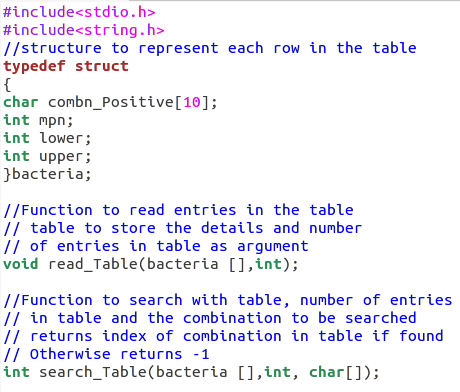 #include<stdio.h>
#include<string.h>
//structure to represent each row in the table
typedef struct
{
char combn_Positive[10];
int mpn;
int lower;
int upper;
}bacteria;
//Function to read entries in the table
// table to store the details and number
// of entries in table as argument
void read_Table(bacteria [],int);
//Function to search with table, number of entries
// in table and the combination to be searched
// returns index of combination in table if found
// Otherwise returns -1
int search_Table(bacteria [],int, char[]);